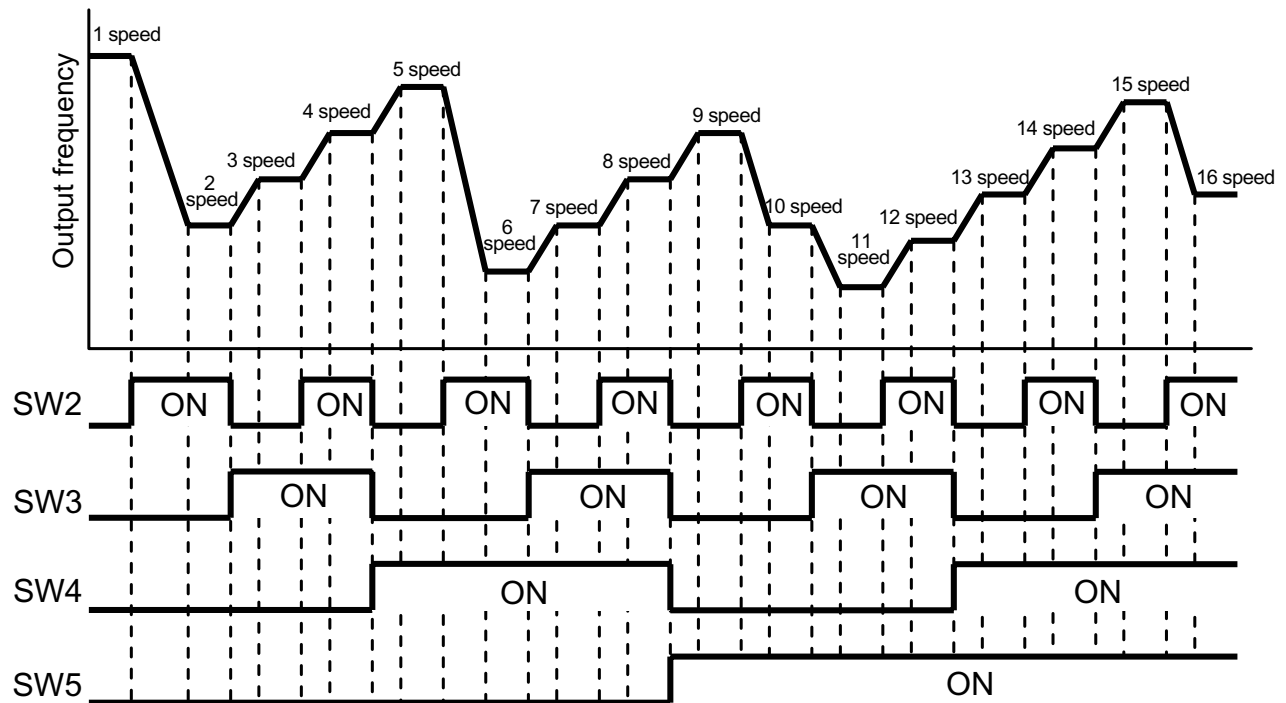 Output frequency
1 speed
2
speed
3 speed
4 speed
5 speed
6
speed
7 speed
8 speed
9 speed
10 speed
11
speed
12 speed
13 speed
14 speed
15 speed
16 speed
SW2 ON ON ON ON ON ON ON ON
SW3 ON ON ON ON
SW4 ON ON
SW5 ON